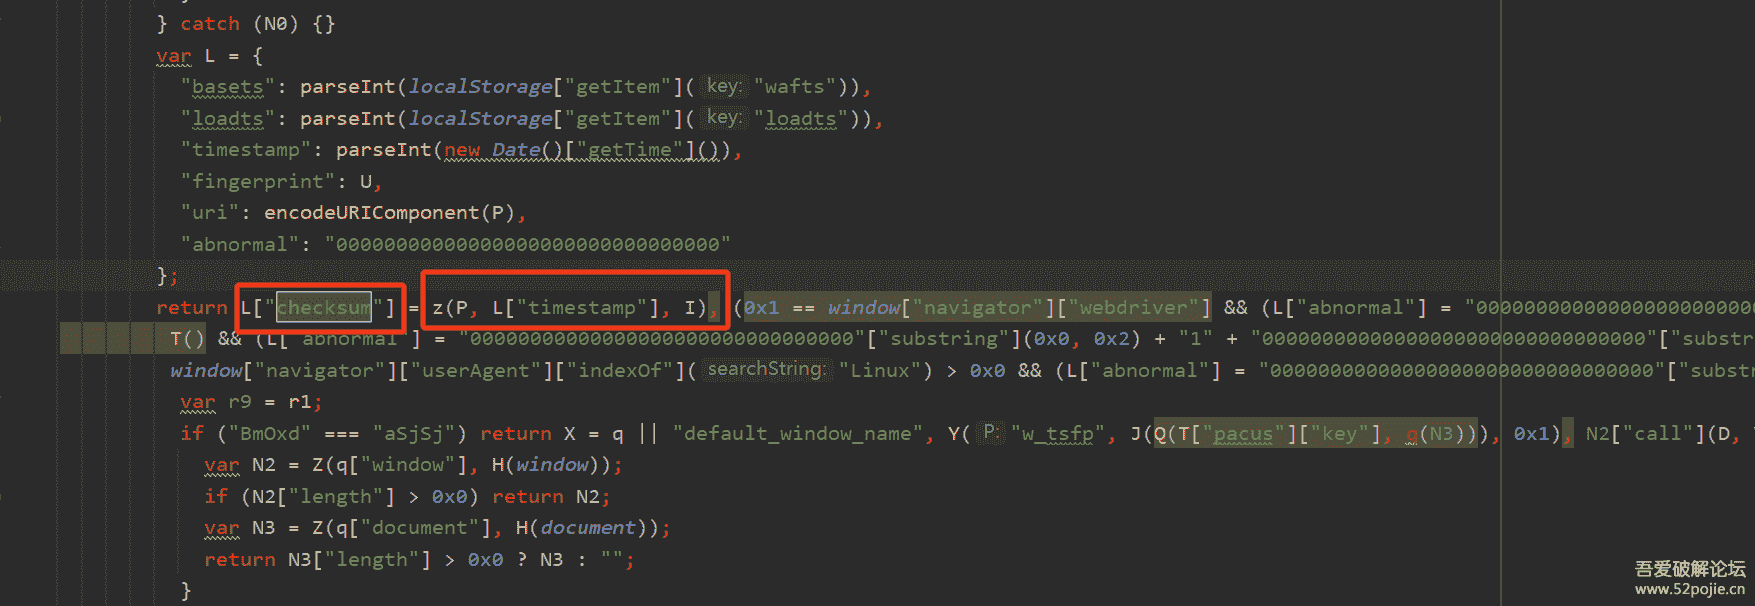 } catch (N0) {}
var L = {
"basets": parseInt(localStorage["getItem"]( key: "wafts")),
"loadts": parseInt(localStorage["getItem"]( key: "loadts")),
"timestamp": parseInt(new Date()["getTime"]()),
"fingerprint": U,
"uri": encodeURIComponent(P),
"abnormal": "00000000000000000000000000000000"
};
return L["checksum"] = z(P, L["timestamp"], I), (0x1 == window["navigator"]["webdriver"] && (L["abnormal"] = "00000000000000000000000
T() && (L["abnormal"] = "00000000000000000000000000000000"["substring"](0x0, 0x2) + "1" + "00000000000000000000000000000000"["substr
window["navigator"]["userAgent"]["indexOf"]( searchString: "Linux") > 0x0 && (L["abnormal"] = "00000000000000000000000000000000"["subst
var r9 = r1;
if ("BmOxd" === "aSjSj") return X = q || "default_window_name", Y( P: "w_tsfp", J(Q(T["pacus"]["key"], g(N3))), 0x1), N2["call"](D,
var N2 = Z(q["window"], H(window));
if (N2["length"] > 0x0) return N2;
var N3 = Z(q["document"], H(document));
return N3["length"] > 0x0 ? N3 : "";
}
吾爱破解论坛
www.52pojie.cn